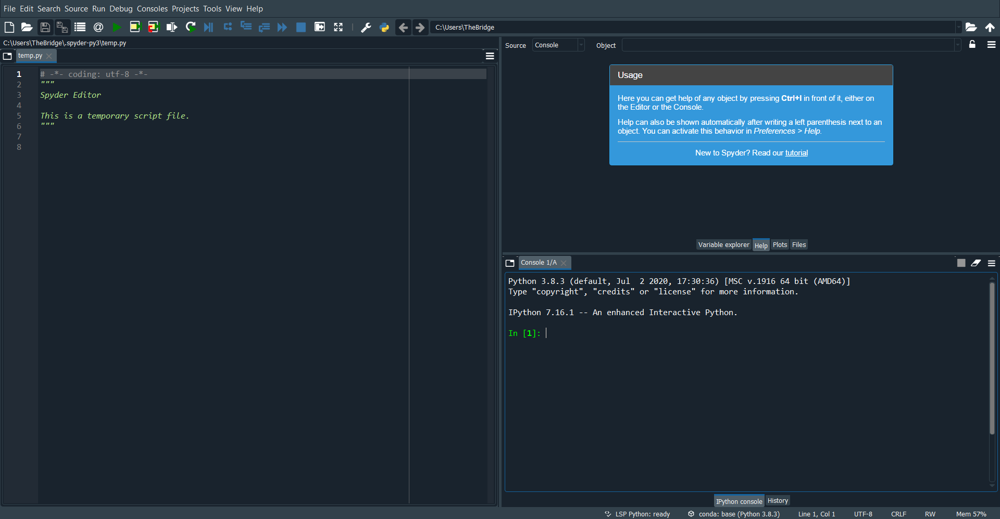 File Edit Search Source Run Debug Consoles Projects Tools View Help
C:\Users\TheBridge
C:\Users\TheBridge\.spyder-py3\temp.py
temp.py
1 # -*- coding: utf-8 -*-
2 """
3 Spyder Editor
4
5 This is a temporary script file.
6 """
7
8
Source Console Object
Usage
Here you can get help of any object by pressing Ctrl+I in front of it, either on
the Editor or the Console.
Help can also be shown automatically after writing a left parenthesis next to an
object. You can activate this behavior in Preferences > Help.
New to Spyder? Read our tutorial
Variable explorer Help Plots Files
Console 1/A
Python 3.8.3 (default, Jul  2 2020, 17:30:36) [MSC v.1916 64 bit (AMD64)]
Type "copyright", "credits" or "license" for more information.
IPython 7.16.1 -- An enhanced Interactive Python.
In [1]:
IPython console History
LSP Python: ready conda: base (Python 3.8.3) Line 1, Col 1 UTF-8 CRLF RW Mem 57%